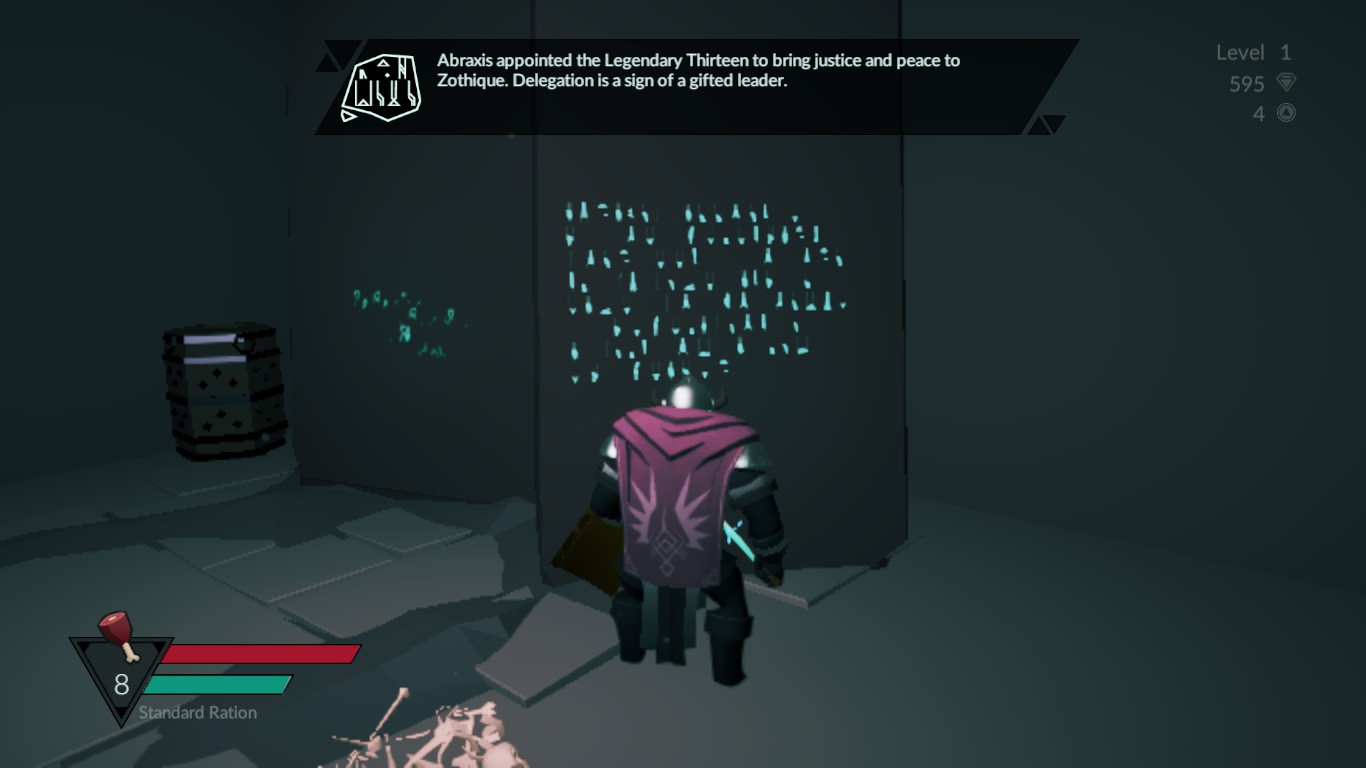 Abraxis appointed the Legendary Thirteen to bring justice and peace to
Zothique. Delegation is a sign of a gifted leader.
Level 1
595
4
8
Standard Ration